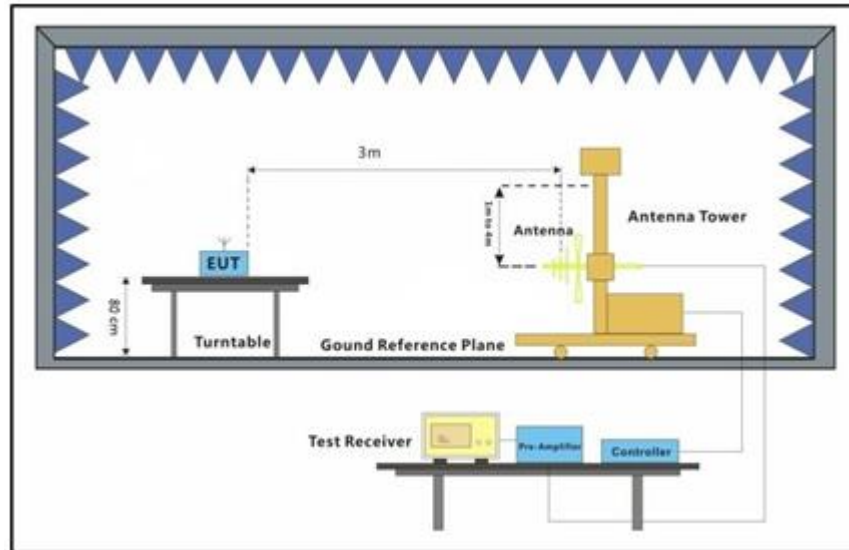 3m
1m to 4m
Antenna
Antenna Tower
EUT
80 cm
Turntable
Gound Reference Plane
Test Receiver
Pre-Amplifier
Controller